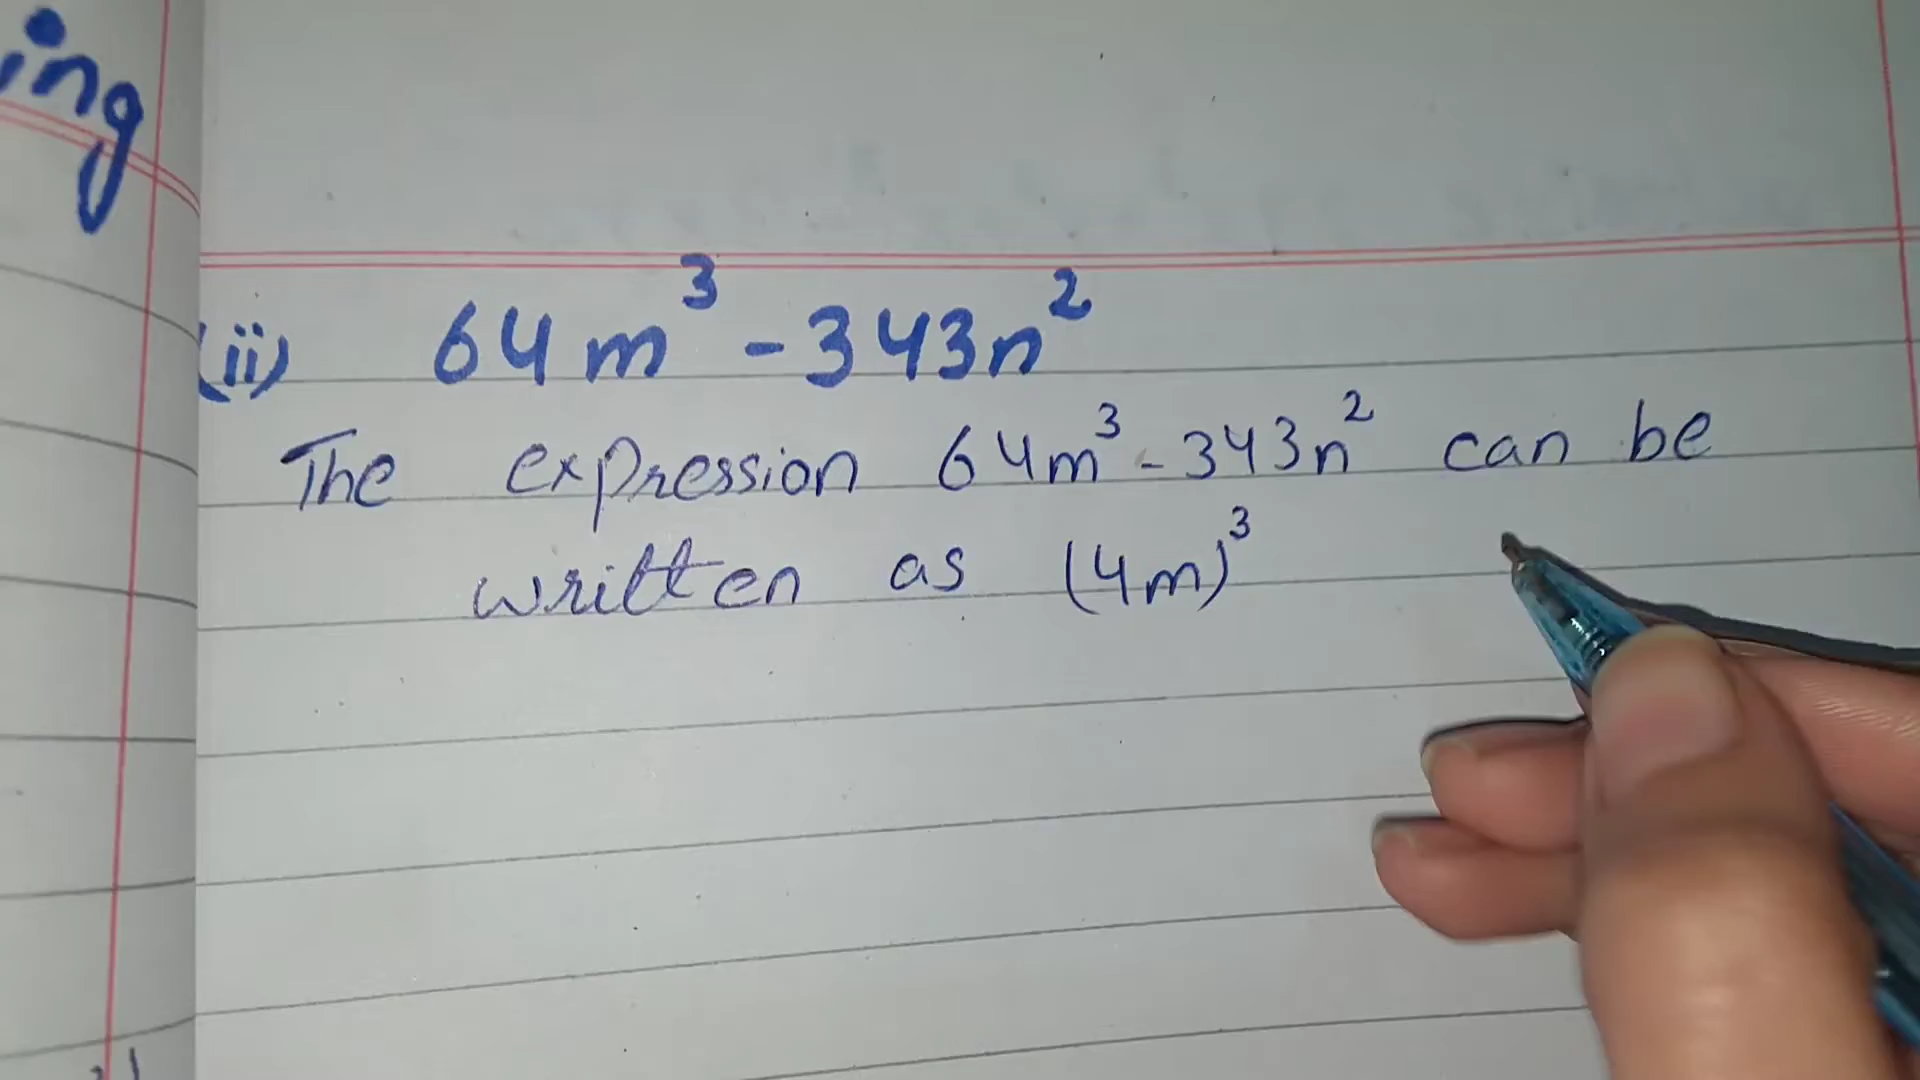 ing
(ii) 64m³ - 343n²
The expression 64m³ - 343n² can be
written as (4m)³